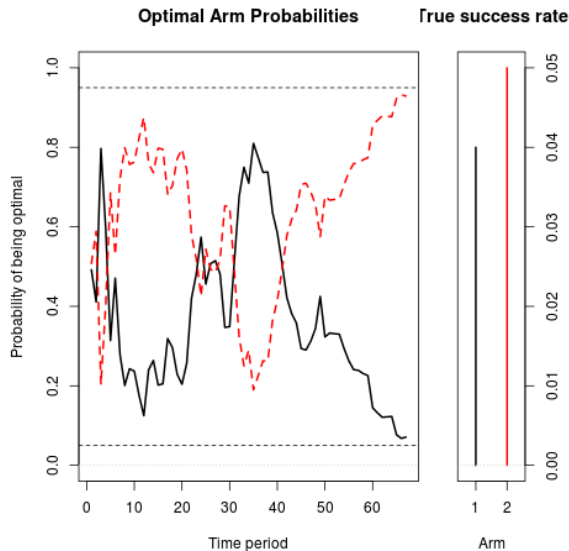 Optimal Arm Probabilities
True success rate
Probability of being optimal
0.0 0.2 0.4 0.6 0.8 1.0
0 10 20 30 40 50 60
Time period
0.00 0.01 0.02 0.03 0.04 0.05
1 2
Arm